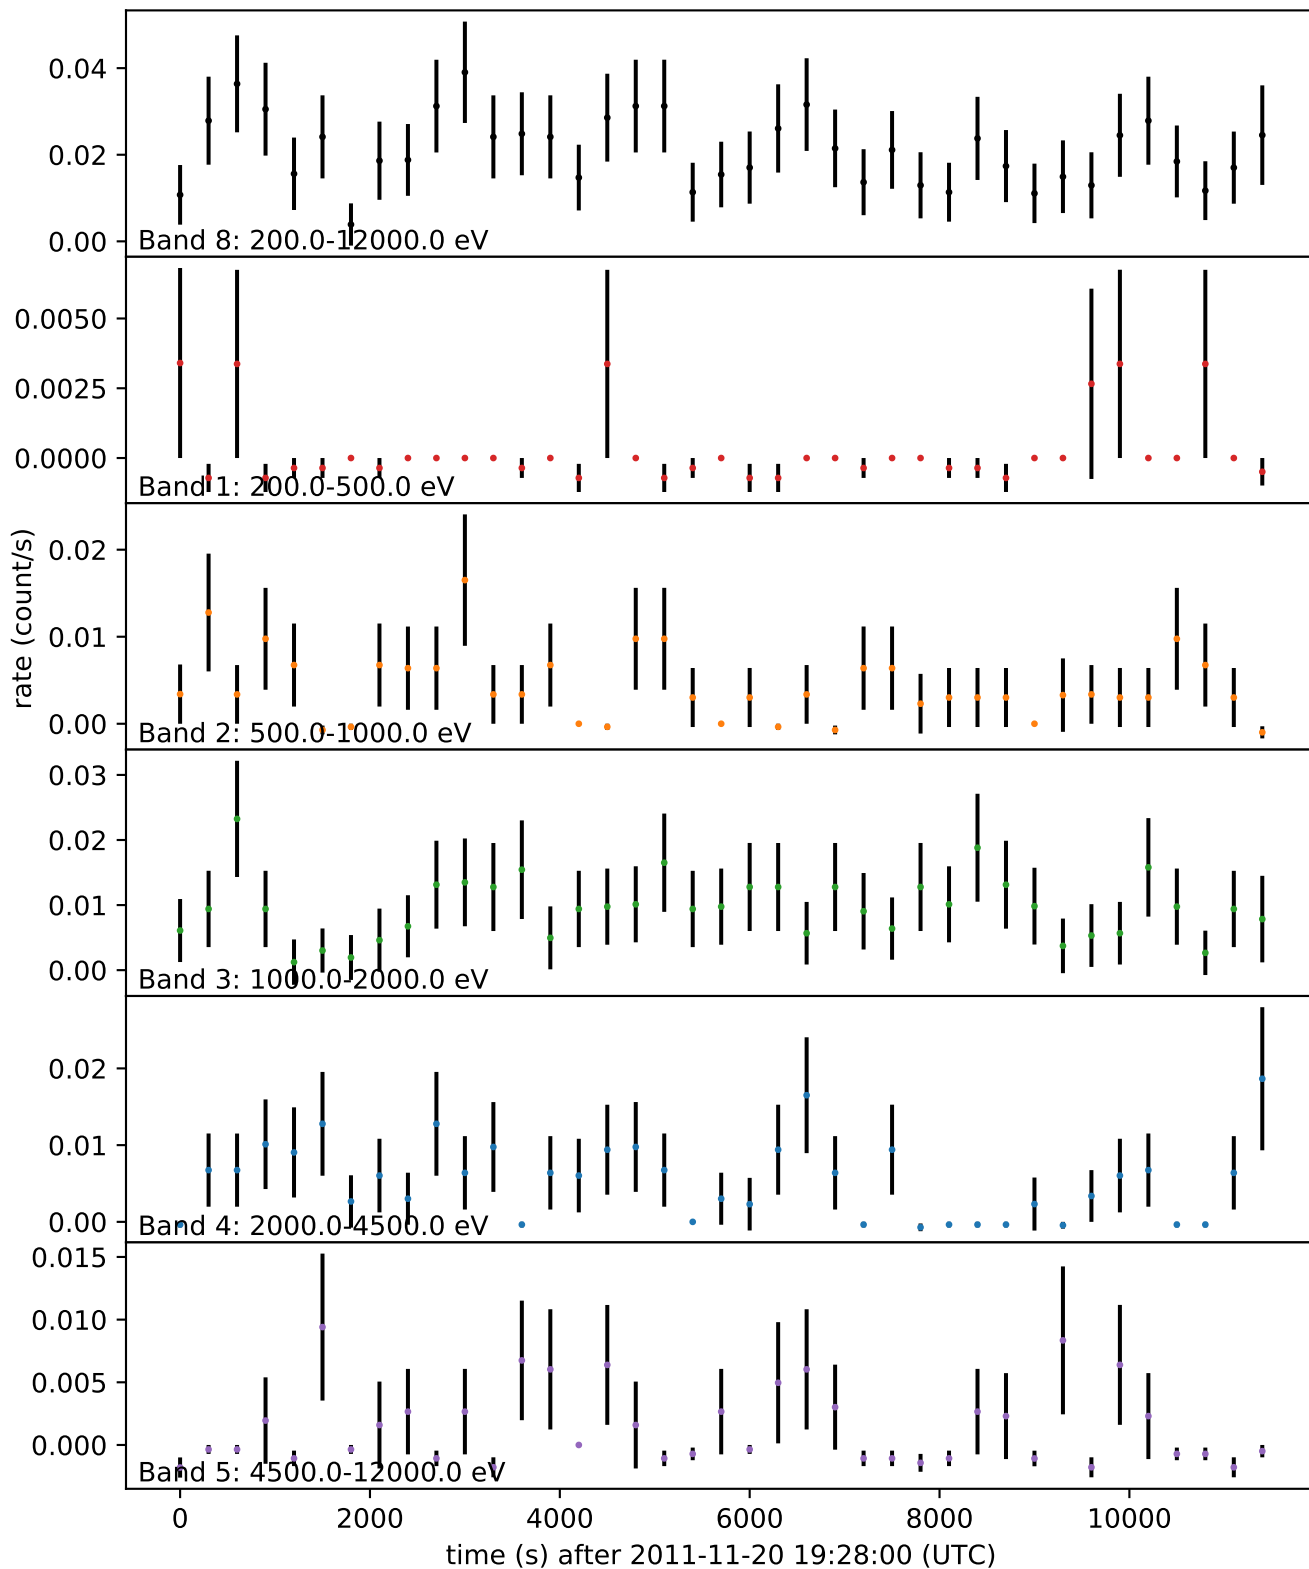 0.04
0.02
0.00
Band 8: 200.0-12000.0 eV
0.0050
0.0025
0.0000
Band 1: 200.0-500.0 eV
rate (count/s)
0.02
0.01
0.00
Band 2: 500.0-1000.0 eV
0.03
0.02
0.01
0.00
Band 3: 1000.0-2000.0 eV
0.02
0.01
0.00
Band 4: 2000.0-4500.0 eV
0.015
0.010
0.005
0.000
Band 5: 4500.0-12000.0 eV
0 2000 4000 6000 8000 10000
time (s) after 2011-11-20 19:28:00 (UTC)